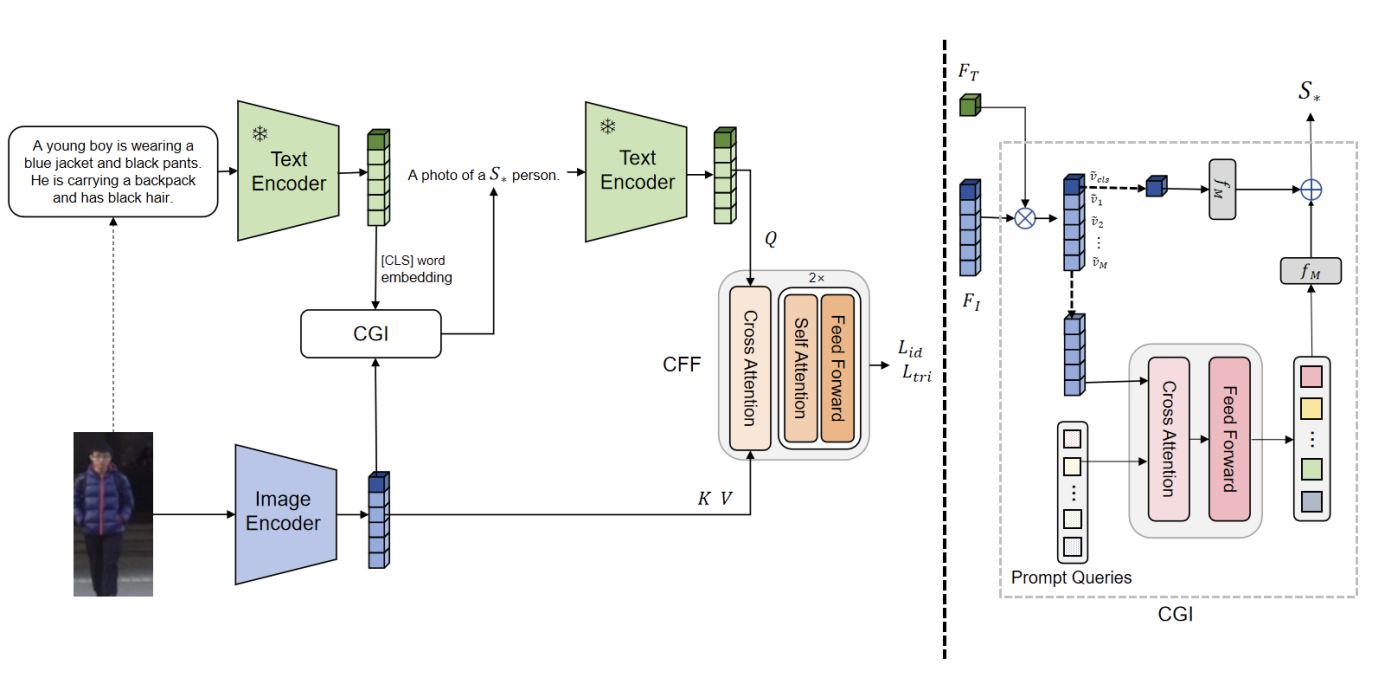 A young boy is wearing a
blue jacket and black pants.
He is carrying a backpack
and has black hair.
Text
Encoder
[CLS] word
embedding
CGI
A photo of a S* person.
Text
Encoder
Q
Image
Encoder
K V
CFF
Cross Attention
2×
Self Attention
Feed Forward
L_id
L_tri
F_T
F_I
ṽ_cls
ṽ_1
ṽ_2
⋮
ṽ_M
f_M
S*
f_M
Cross Attention
Feed Forward
...
...
Prompt Queries
CGI